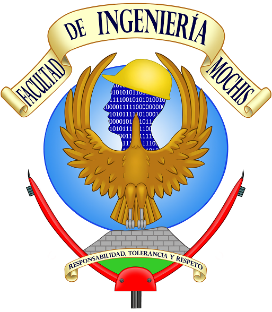 FACULTAD DE INGENIERÍA MOCHIS
RESPONSABILIDAD, TOLERANCIA Y RESPETO